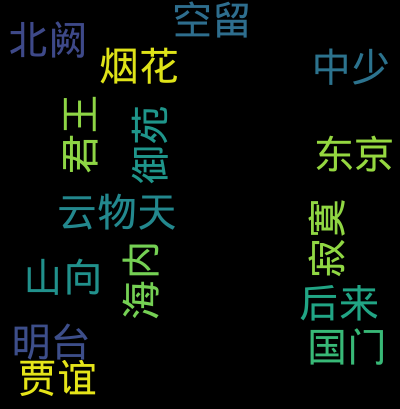 空留
北阙
烟花
中少
君王
御苑
东京
云物天
寂寞
山向
海内
后来
明台
国门
贾谊